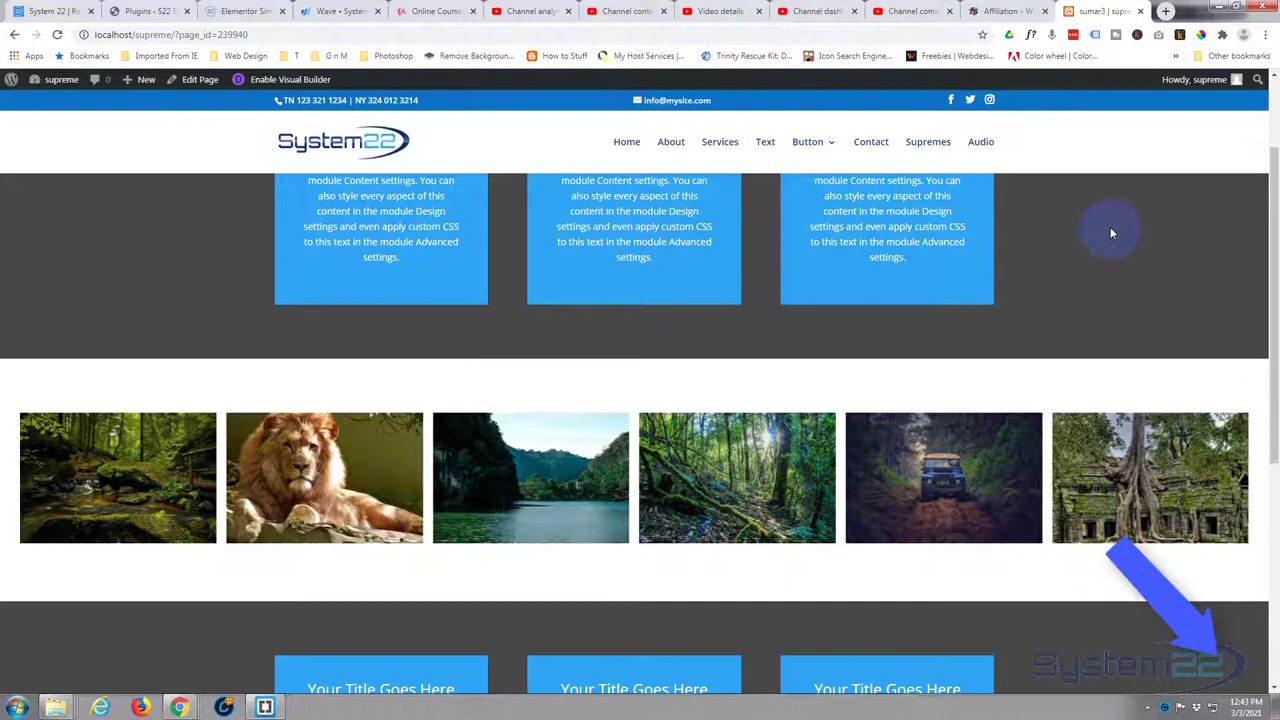 System 22 | Re
Plugins ‹ S22 E
Elementor Sim
Wave • System
Online Course
Channel analy
Channel conte
Video details
Channel dash
Channel comm
Affiliation - W
sumar3 | supre
localhost/supreme/?page_id=239940
Apps
Bookmarks
Imported From IE
Web Design
T
G n M
Photoshop
Remove Background...
How to Stuff
My Host Services |...
Trinity Rescue Kit: D...
Icon Search Engine...
Freebies | Webdesi...
Color wheel | Color...
»
Other bookmarks
supreme
0
New
Edit Page
Enable Visual Builder
Howdy, supreme
TN 123 321 1234 | NY 324 012 3214
info@mysite.com
System22
Home
About
Services
Text
Button
Contact
Supremes
Audio
module Content settings. You can
also style every aspect of this
content in the module Design
settings and even apply custom CSS
to this text in the module Advanced
settings.
module Content settings. You can
also style every aspect of this
content in the module Design
settings and even apply custom CSS
to this text in the module Advanced
settings.
module Content settings. You can
also style every aspect of this
content in the module Design
settings and even apply custom CSS
to this text in the module Advanced
settings.
Your Title Goes Here
Your Title Goes Here
Your Title Goes Here
System22
12:43 PM
3/3/2021